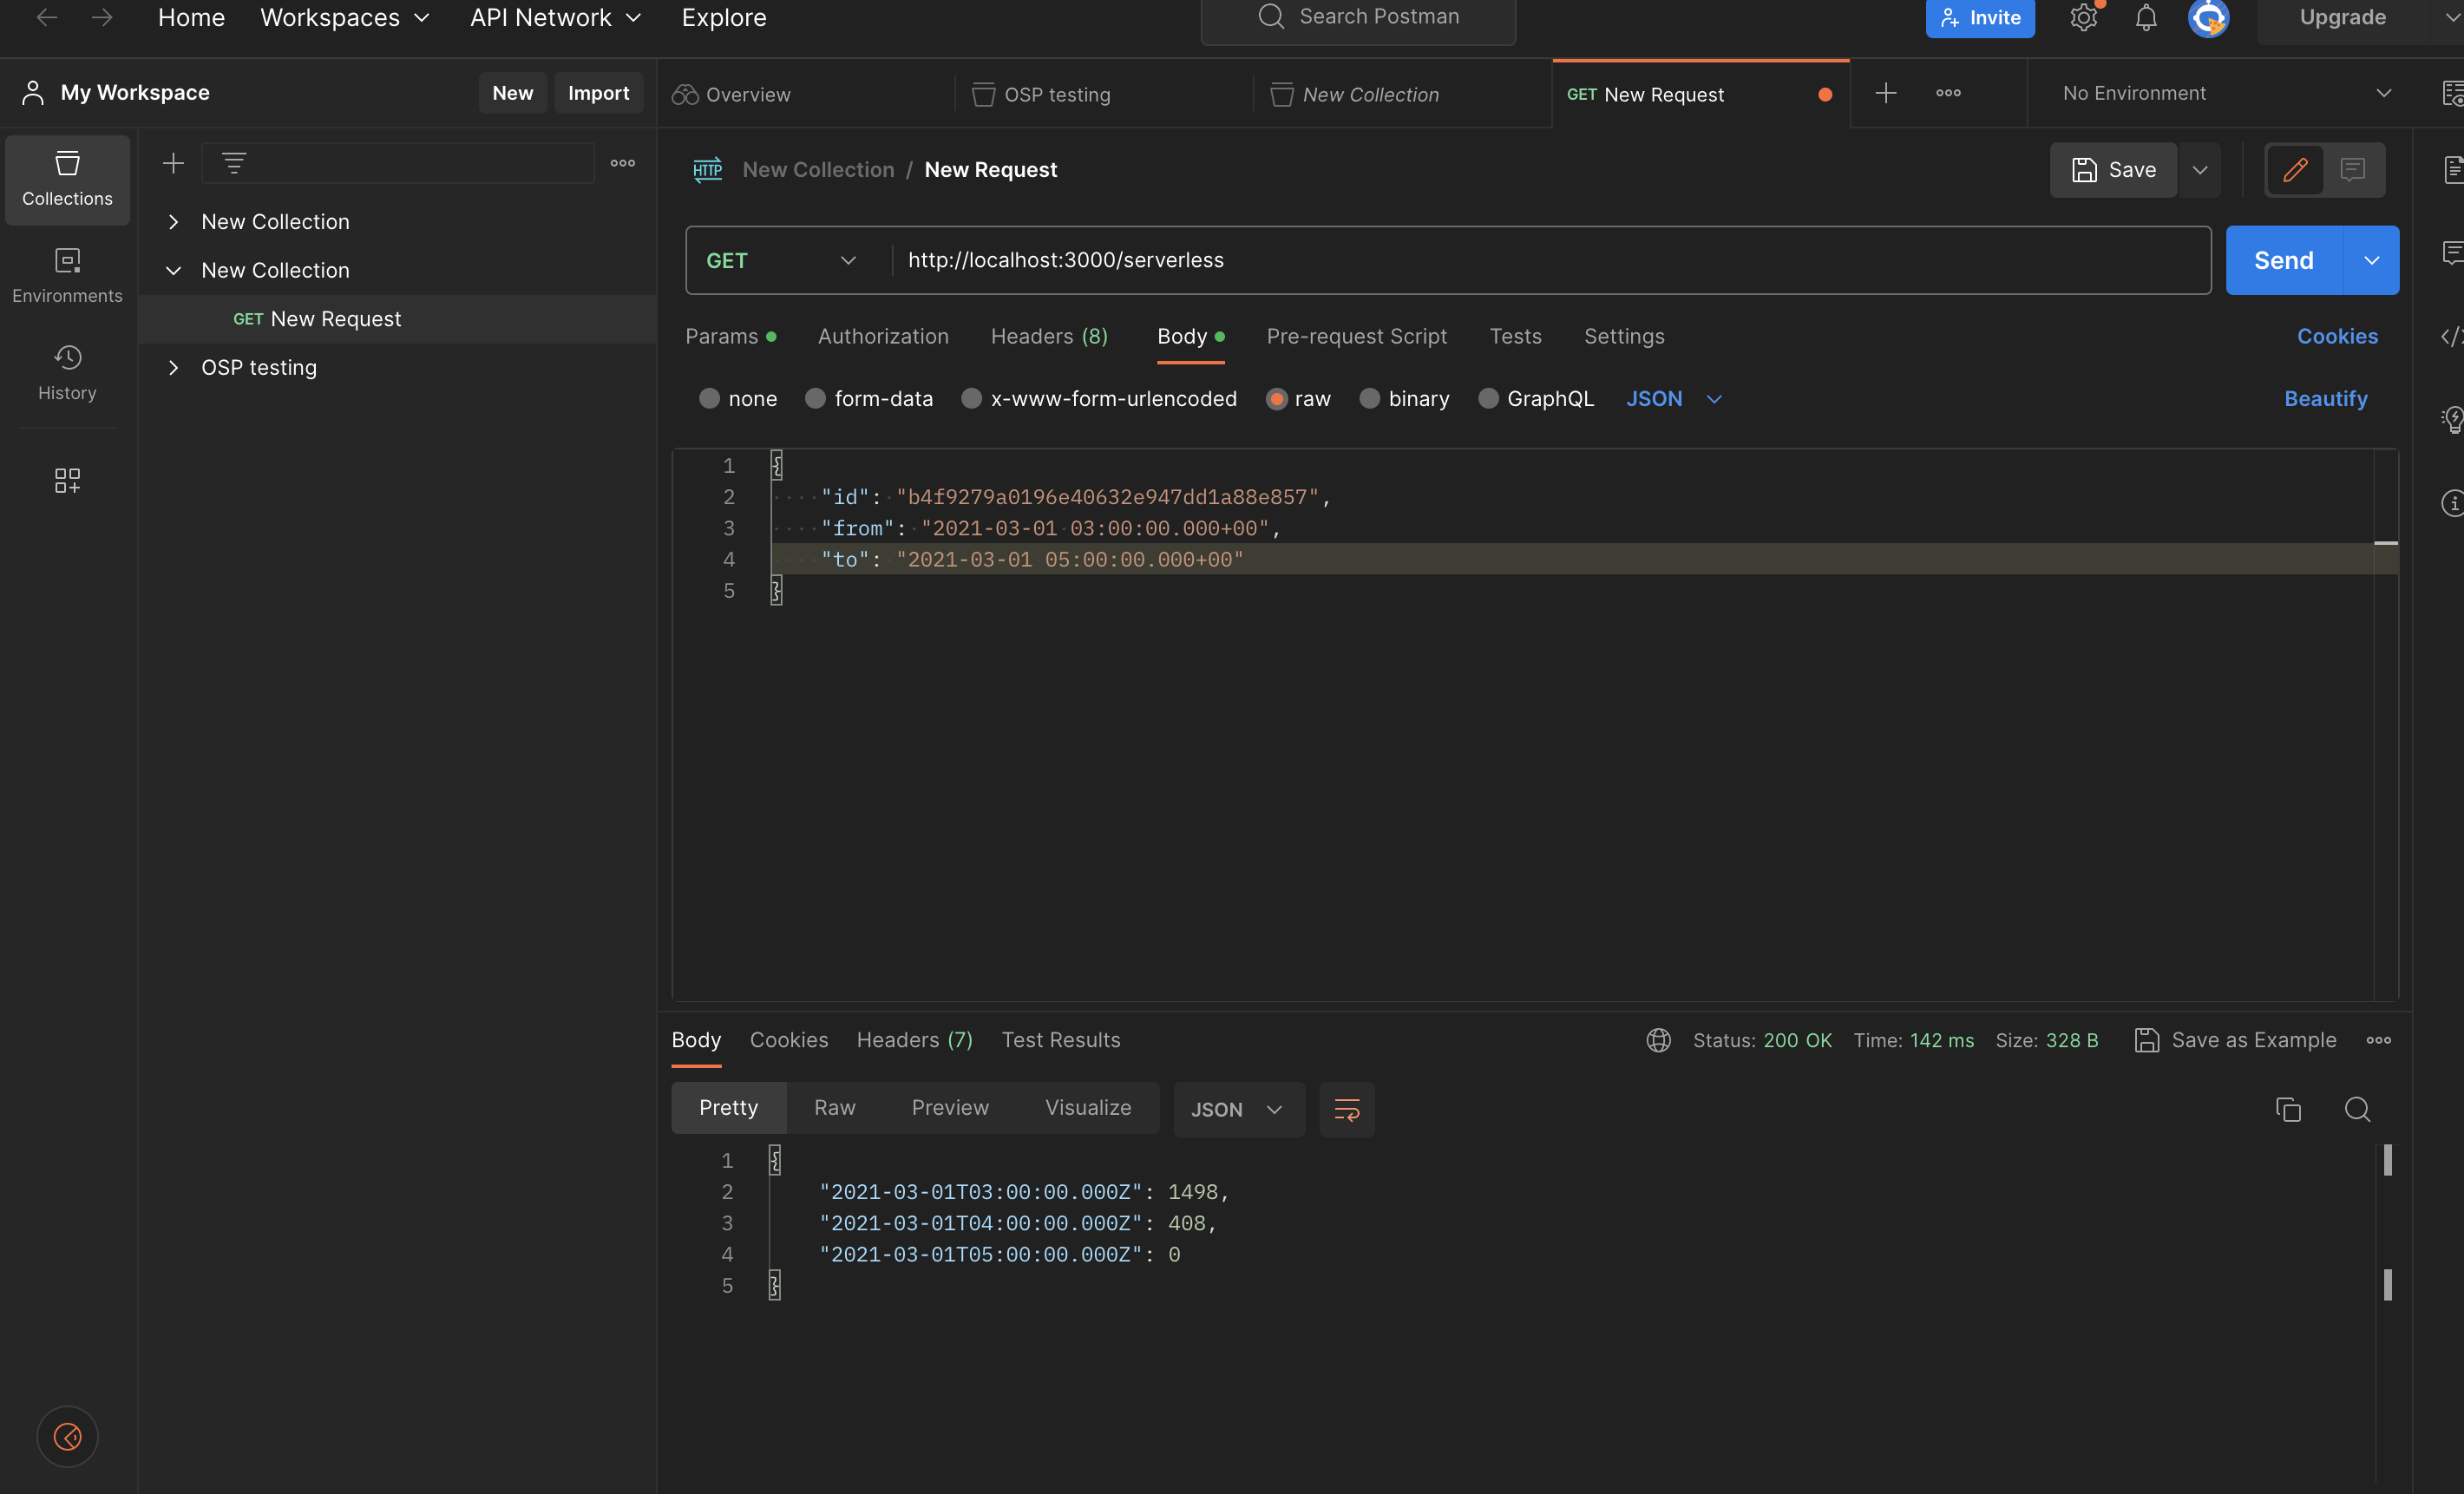 Home Workspaces API Network Explore Search Postman Invite Upgrade
My Workspace New Import Overview OSP testing New Collection GET New Request No Environment
Collections
New Collection / New Request Save
New Collection
New Collection
GET New Request
OSP testing
Environments
History
GET http://localhost:3000/serverless Send
Params Authorization Headers (8) Body Pre-request Script Tests Settings Cookies
none form-data x-www-form-urlencoded raw binary GraphQL JSON Beautify
1 {
2 "id": "b4f9279a0196e40632e947dd1a88e857",
3 "from": "2021-03-01 03:00:00.000+00",
4 "to": "2021-03-01 05:00:00.000+00"
5 }
Body Cookies Headers (7) Test Results Status: 200 OK Time: 142 ms Size: 328 B Save as Example
Pretty Raw Preview Visualize JSON
1 {
2 "2021-03-01T03:00:00.000Z": 1498,
3 "2021-03-01T04:00:00.000Z": 408,
4 "2021-03-01T05:00:00.000Z": 0
5 }